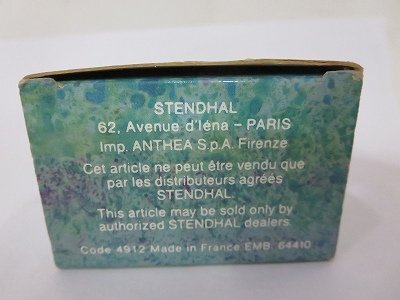 STENDHAL
62, Avenue d'Iéna – PARIS
Imp. ANTHEA S.p.A. Firenze
Cet article ne peut être vendu que
par les distributeurs agréés
STENDHAL.
This article may be sold only by
authorized STENDHAL dealers.
Code 4912 Made in France EMB. 64410